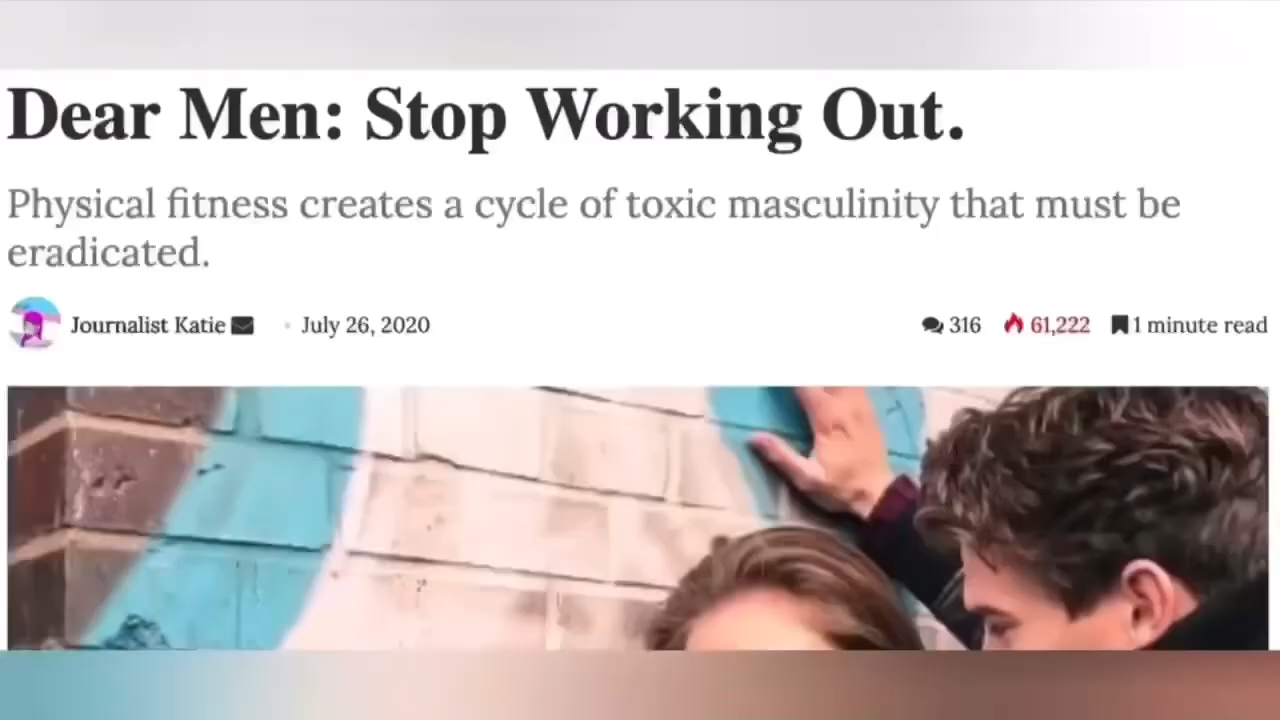 Dear Men: Stop Working Out.
Physical fitness creates a cycle of toxic masculinity that must be
eradicated.
Journalist Katie • July 26, 2020 316 61,222 1 minute read